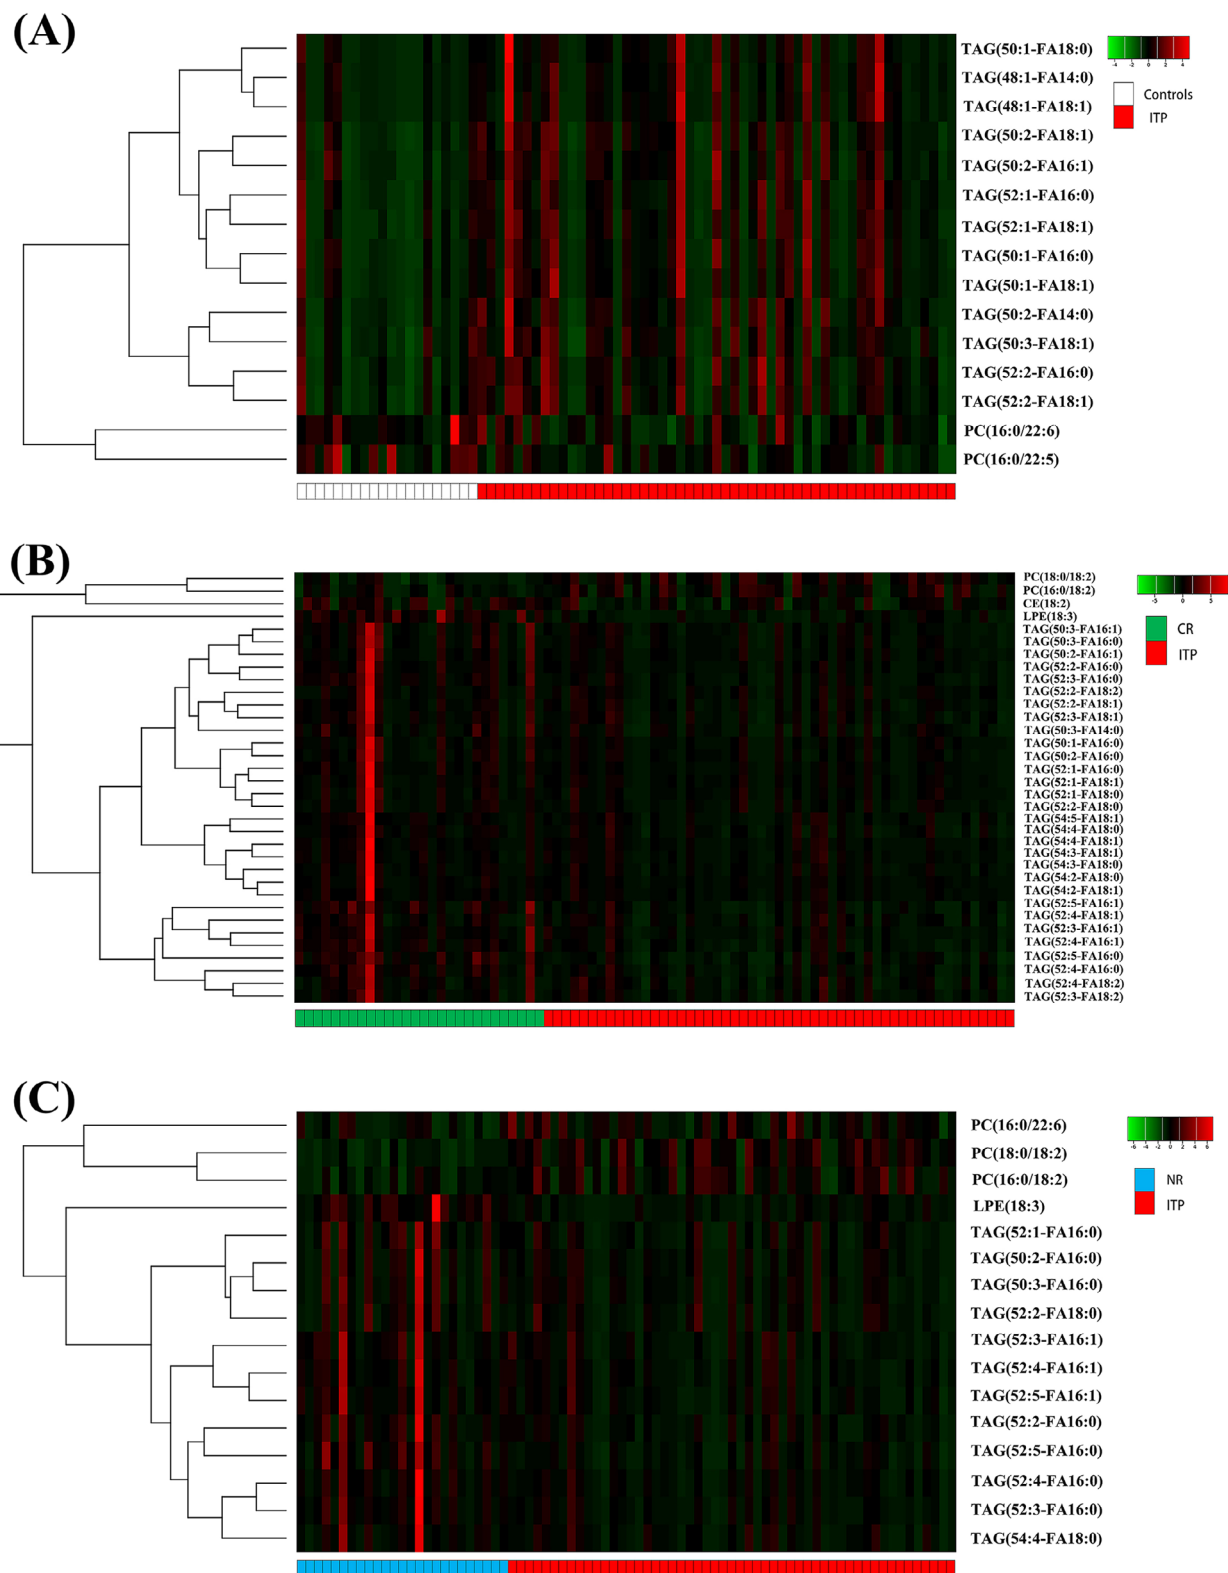 (A)
TAG(50:1-FA18:0)
TAG(48:1-FA14:0)
TAG(48:1-FA18:1)
TAG(50:2-FA18:1)
TAG(50:2-FA16:1)
TAG(52:1-FA16:0)
TAG(52:1-FA18:1)
TAG(50:1-FA16:0)
TAG(50:1-FA18:1)
TAG(50:2-FA14:0)
TAG(50:3-FA18:1)
TAG(52:2-FA16:0)
TAG(52:2-FA18:1)
PC(16:0/22:6)
PC(16:0/22:5)
-4 -2 0 2 4
Controls
ITP
(B)
PC(18:0/18:2)
PC(16:0/18:2)
CE(18:2)
LPE(18:3)
TAG(50:3-FA16:1)
TAG(50:3-FA16:0)
TAG(50:2-FA16:1)
TAG(52:2-FA16:0)
TAG(52:3-FA16:0)
TAG(52:2-FA18:2)
TAG(52:2-FA18:1)
TAG(52:3-FA18:1)
TAG(50:3-FA14:0)
TAG(50:1-FA16:0)
TAG(50:2-FA16:0)
TAG(52:1-FA16:0)
TAG(52:1-FA18:1)
TAG(52:1-FA18:0)
TAG(52:2-FA18:0)
TAG(54:5-FA18:1)
TAG(54:4-FA18:0)
TAG(54:4-FA18:1)
TAG(54:3-FA18:1)
TAG(54:3-FA18:0)
TAG(54:2-FA18:0)
TAG(54:2-FA18:1)
TAG(52:5-FA16:1)
TAG(52:4-FA18:1)
TAG(52:3-FA16:1)
TAG(52:4-FA16:1)
TAG(52:5-FA16:0)
TAG(52:4-FA16:0)
TAG(52:4-FA18:2)
TAG(52:3-FA18:2)
-5 0 5
CR
ITP
(C)
PC(16:0/22:6)
PC(18:0/18:2)
PC(16:0/18:2)
LPE(18:3)
TAG(52:1-FA16:0)
TAG(50:2-FA16:0)
TAG(50:3-FA16:0)
TAG(52:2-FA18:0)
TAG(52:3-FA16:1)
TAG(52:4-FA16:1)
TAG(52:5-FA16:1)
TAG(52:2-FA16:0)
TAG(52:5-FA16:0)
TAG(52:4-FA16:0)
TAG(52:3-FA16:0)
TAG(54:4-FA18:0)
-6 -4 -2 0 2 4 6
NR
ITP